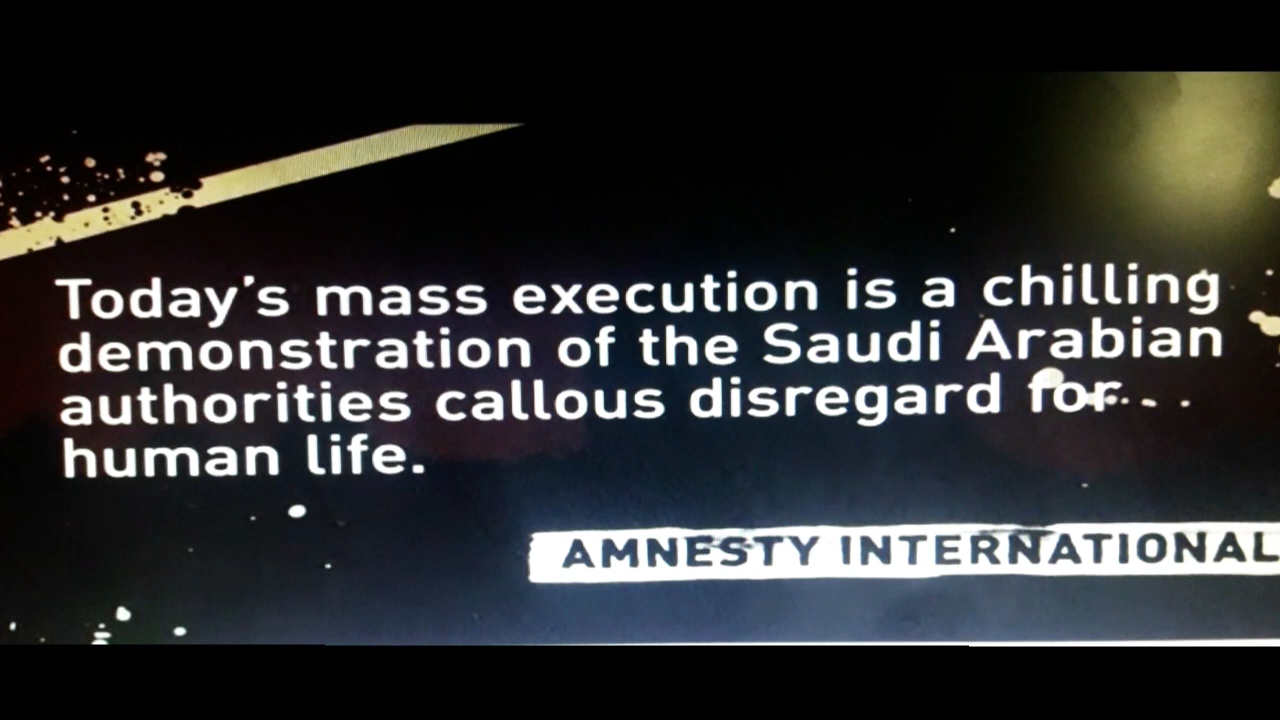 Today's mass execution is a chilling
demonstration of the Saudi Arabian
authorities callous disregard for
human life.
AMNESTY INTERNATIONAL